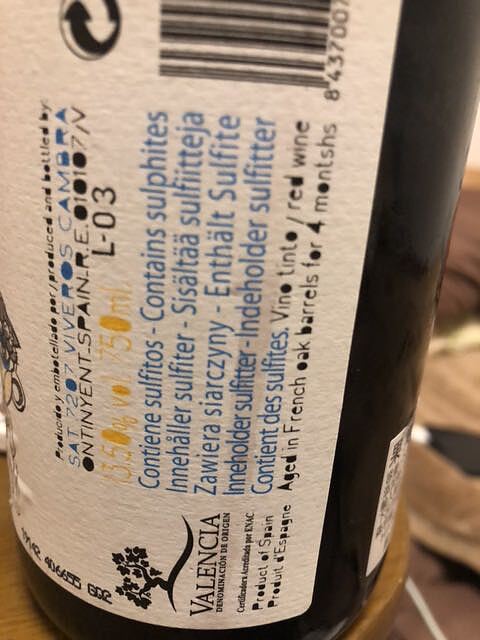 Producido y embotellado por/produced and bottled by:
SAT 7207 VIVEROS CAMBRA
ONTINYENT.SPAIN.R.E.010107/V
13,50% vol. 750ml. L-03
Contiene sulfitos - Contains sulphites
Innehåller sulfiter - Sisältää sulfiitteja
Zawiera siarczyny - Enthält Sulfite
Inneholder sulfitter-Indeholder sulfitter
Contient des sulfites. Vino tinto / red wine
Aged in French oak barrels for 4 montshs
8437007
VALENCIA
DENOMINACIÓN DE ORIGEN
Certificadora Acreditada por ENAC
Product of Spain
Produit d'Espagne